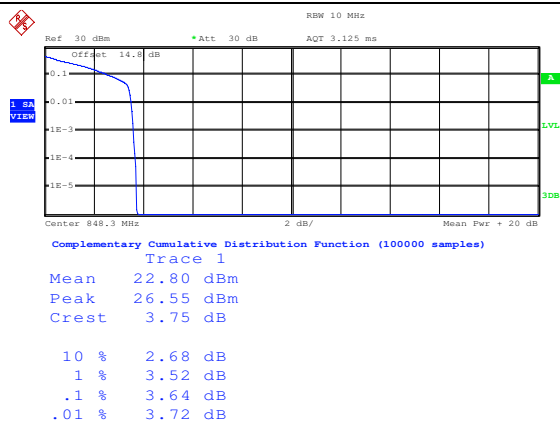 RBW 10 MHz
Ref 30 dBm *Att 30 dB AQT 3.125 ms
Offset 14.8 dB
0.1
A
0.01
1 SA
VIEW
1E-3
LVL
1E-4
1E-5
3DB
Center 848.3 MHz 2 dB/ Mean Pwr + 20 dB
Complementary Cumulative Distribution Function (100000 samples)
Trace 1
Mean 22.80 dBm
Peak 26.55 dBm
Crest 3.75 dB
10 % 2.68 dB
1 % 3.52 dB
.1 % 3.64 dB
.01 % 3.72 dB